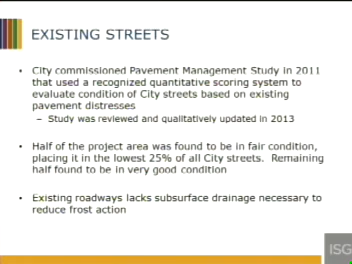 EXISTING STREETS
• City commissioned Pavement Management Study in 2011
that used a recognized quantitative scoring system to
evaluate condition of City streets based on existing
pavement distresses
– Study was reviewed and qualitatively updated in 2013
• Half of the project area was found to be in fair condition,
placing it in the lowest 25% of all City streets. Remaining
half found to be in very good condition
• Existing roadways lacks subsurface drainage necessary to
reduce frost action
ISG